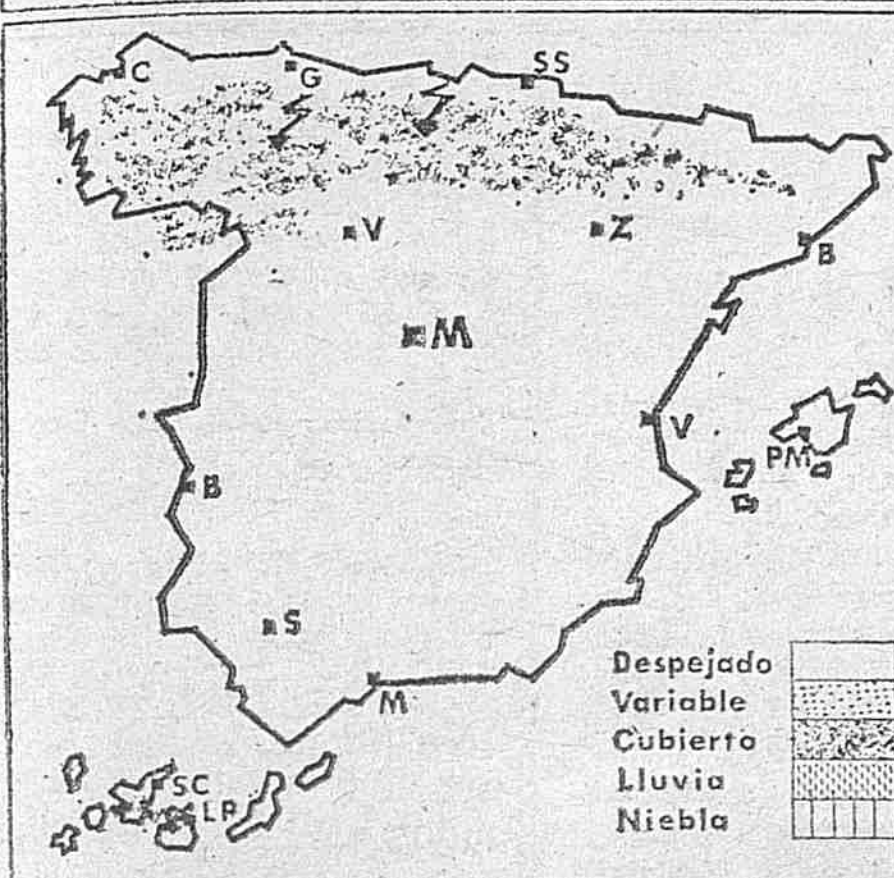 C
G
SS
V
Z
B
M
V
PM
B
S
M
SC
LP
Despejado
Variable
Cubierto
Lluvia
Niebla